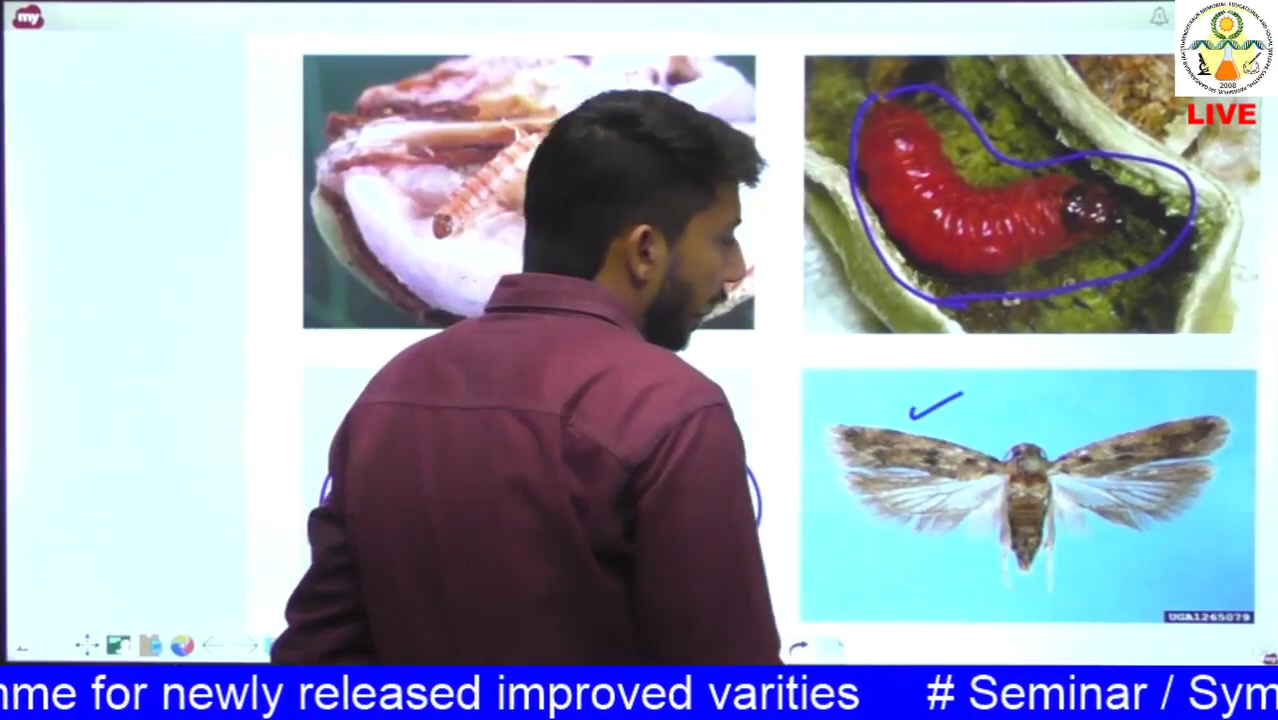 my
2008
LIVE
UGA1265079
nme for newly released improved varities # Seminar / Sym